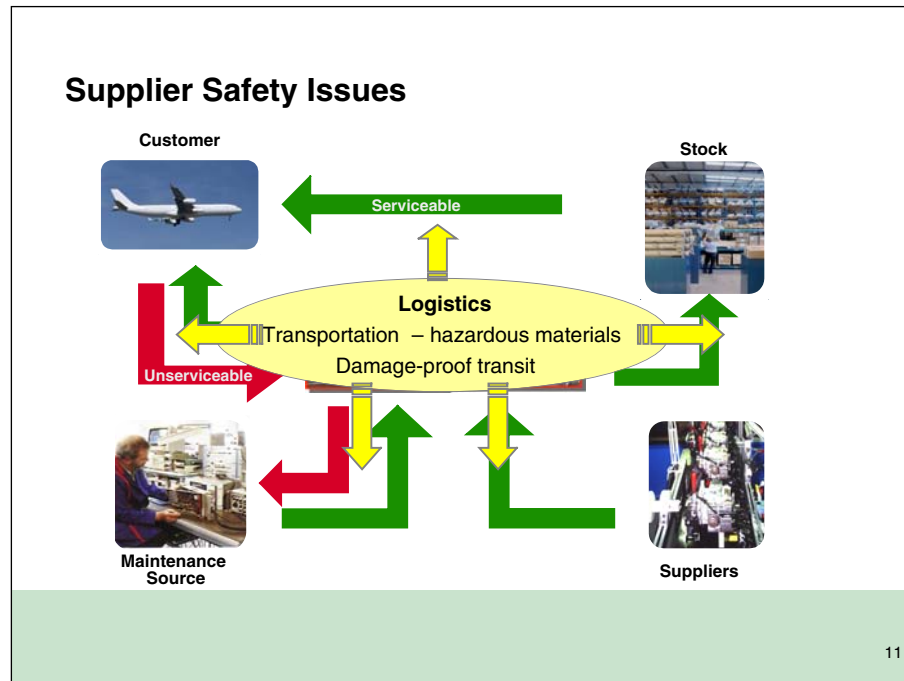 Supplier Safety Issues
Customer
Stock
Serviceable
Logistics
Transportation – hazardous materials
Damage-proof transit
Unserviceable
Maintenance
Source
Suppliers
11